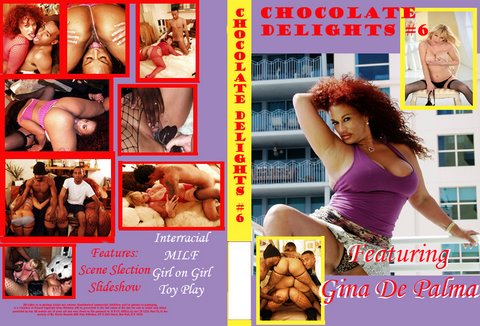 Features:
Scene Slection
Slideshow
Interracial
MILF
Girl on Girl
Toy Play
CHOCOLATE DELIGHTS #6
CHOCOLATE
DELIGHTS #6
Featuring
Gina De Palma